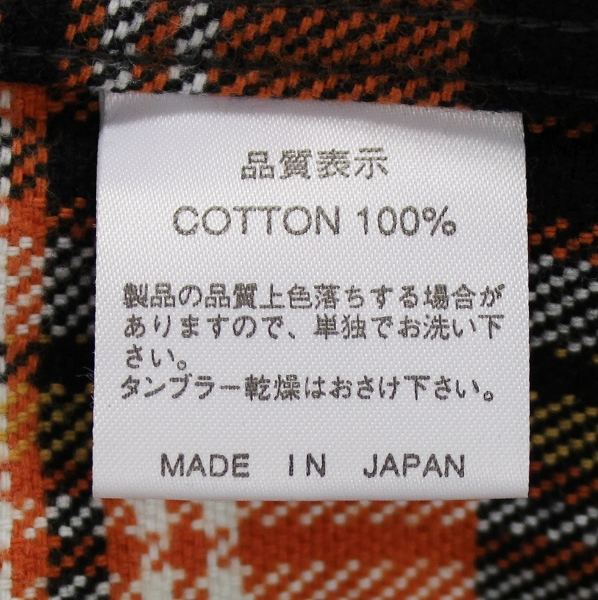 品質表示
COTTON 100%
製品の品質上色落ちする場合が
ありますので、単独でお洗い下
さい。
タンブラー乾燥はおさけ下さい。
MADE IN JAPAN